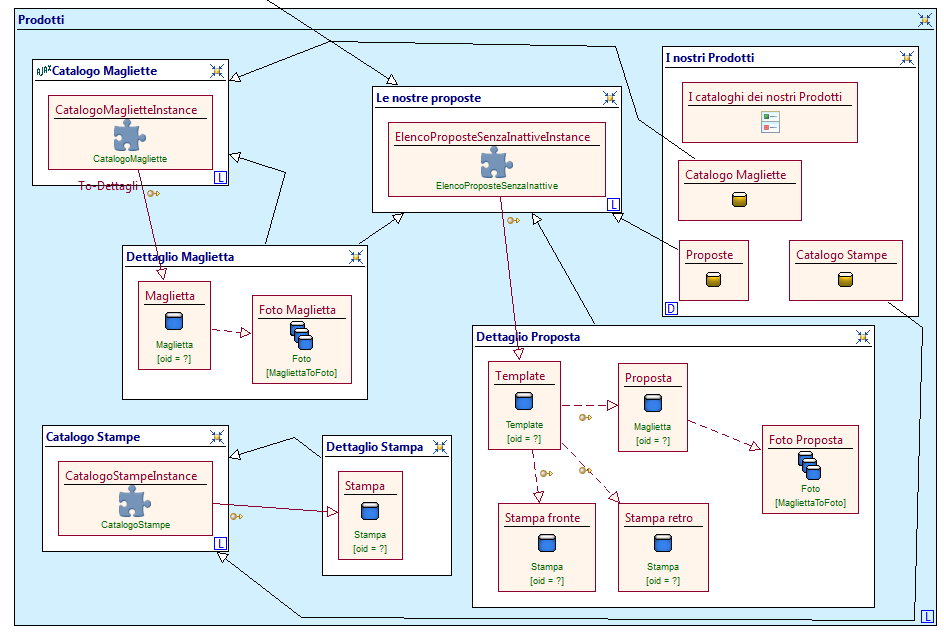 Prodotti
AJAX Catalogo Magliette
CatalogoMaglietteInstance
CatalogoMagliette
L
To-Dettagli
Le nostre proposte
ElencoProposteSenzaInattiveInstance
ElencoProposteSenzaInattive
L
I nostri Prodotti
I cataloghi dei nostri Prodotti
Catalogo Magliette
Proposte
Catalogo Stampe
D
Dettaglio Maglietta
Maglietta
Maglietta
[oid = ?]
Foto Maglietta
Foto
[MagliettaToFoto]
Dettaglio Proposta
Template
Template
[oid = ?]
Proposta
Maglietta
[oid = ?]
Foto Proposta
Foto
[MagliettaToFoto]
Stampa fronte
Stampa
[oid = ?]
Stampa retro
Stampa
[oid = ?]
Catalogo Stampe
CatalogoStampeInstance
CatalogoStampe
L
Dettaglio Stampa
Stampa
Stampa
[oid = ?]
L